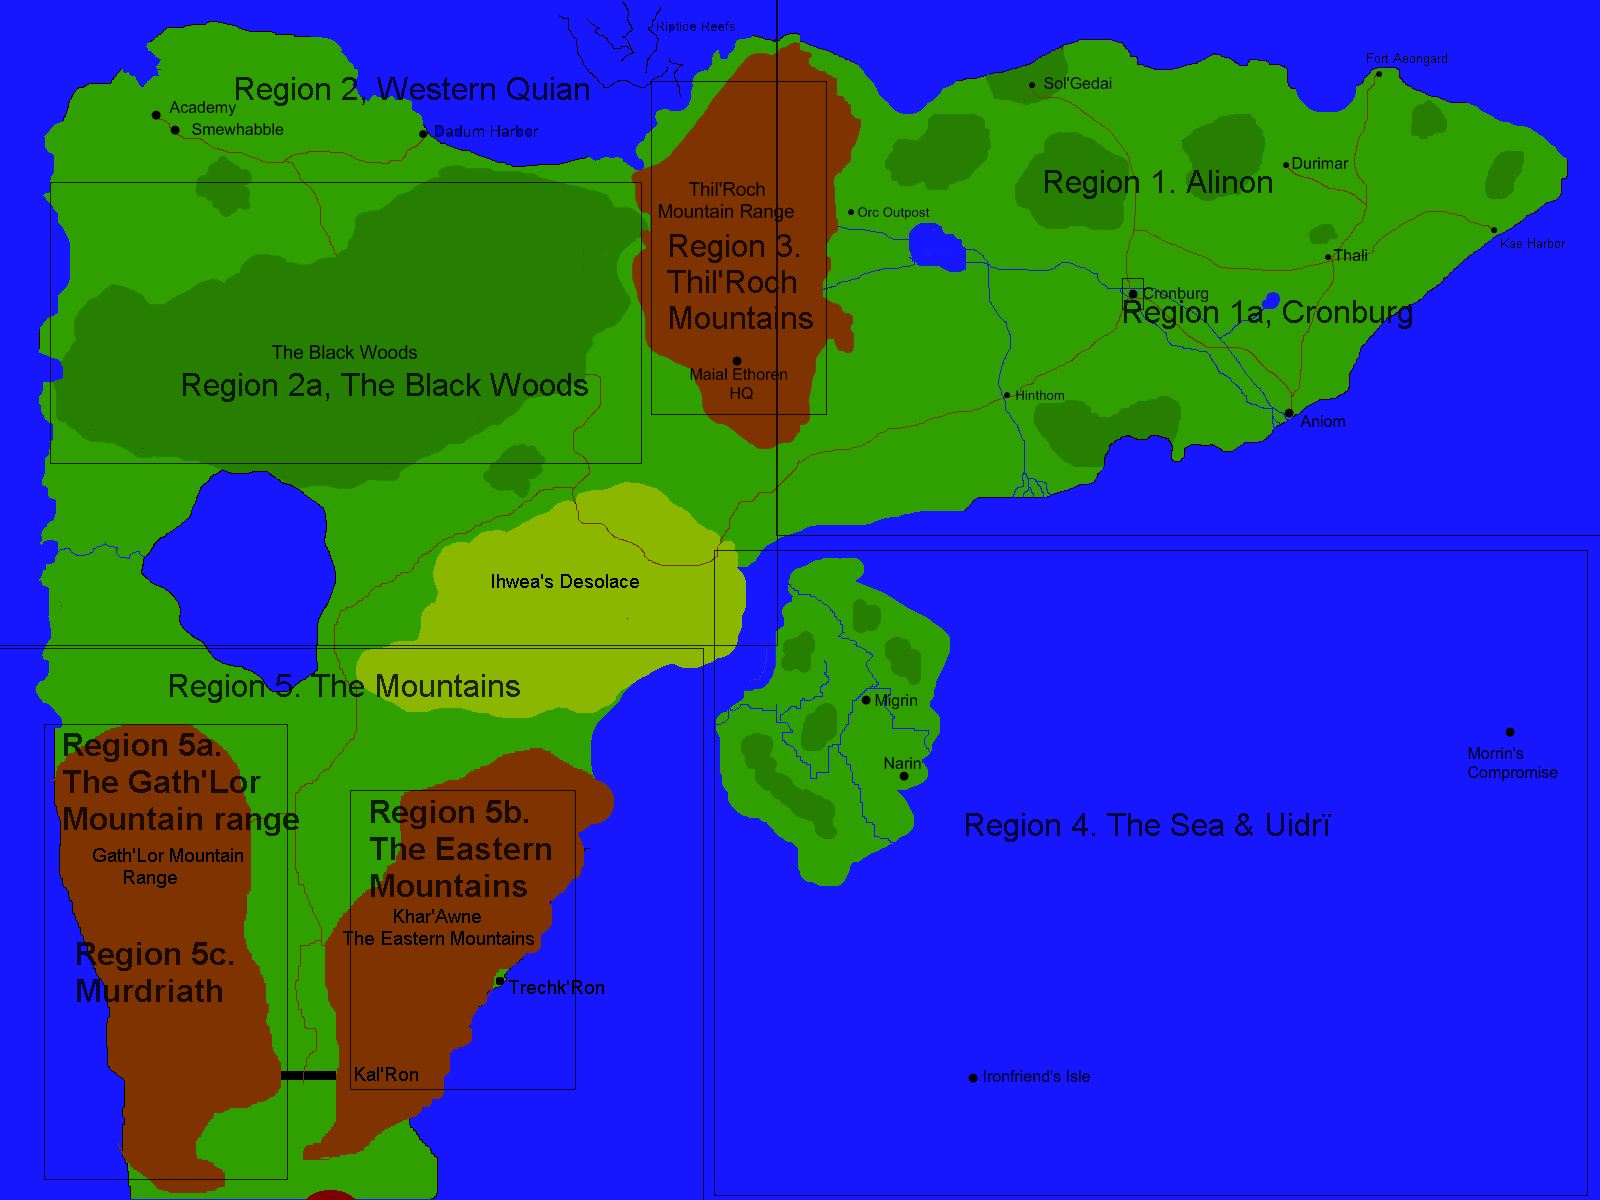 Riptice Reefs
Region 2, Western Quian
Academy
Smewhabble
Dadum Harbor
Fort Aeongard
Sol'Gedai
Durimar
Region 1. Alinon
Thil'Roch
Mountain Range
Orc Outpost
Region 3.
Thil'Roch
Mountains
Kae Harbor
Thali
Cronburg
Region 1a, Cronburg
The Black Woods
Region 2a, The Black Woods
Maial Ethoren
HQ
Hinthorn
Aniom
Ihwea's Desolace
Region 5. The Mountains
Migrin
Narin
Morrin's
Compromise
Region 4. The Sea & Uidrï
Region 5a.
The Gath'Lor
Mountain range
Gath'Lor Mountain
Range
Region 5b.
The Eastern
Mountains
Khar'Awne
The Eastern Mountains
Region 5c.
Murdriath
Trechk'Ron
Kal'Ron
Ironfriend's Isle